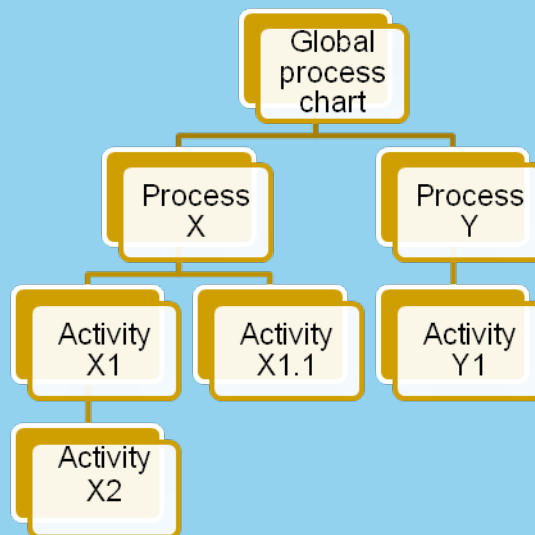 Global
process
chart
Process
X
Process
Y
Activity
X1
Activity
X1.1
Activity
Y1
Activity
X2